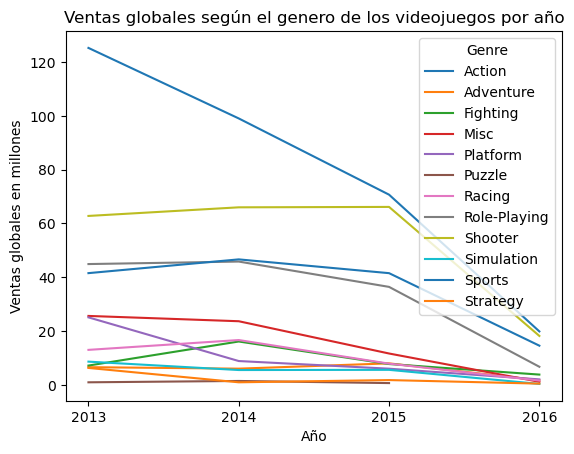 Ventas globales según el genero de los videojuegos por año
Genre
Action
Adventure
Fighting
Misc
Platform
Puzzle
Racing
Role-Playing
Shooter
Simulation
Sports
Strategy
Ventas globales en millones
120
100
80
60
40
20
0
2013 2014 2015 2016
Año